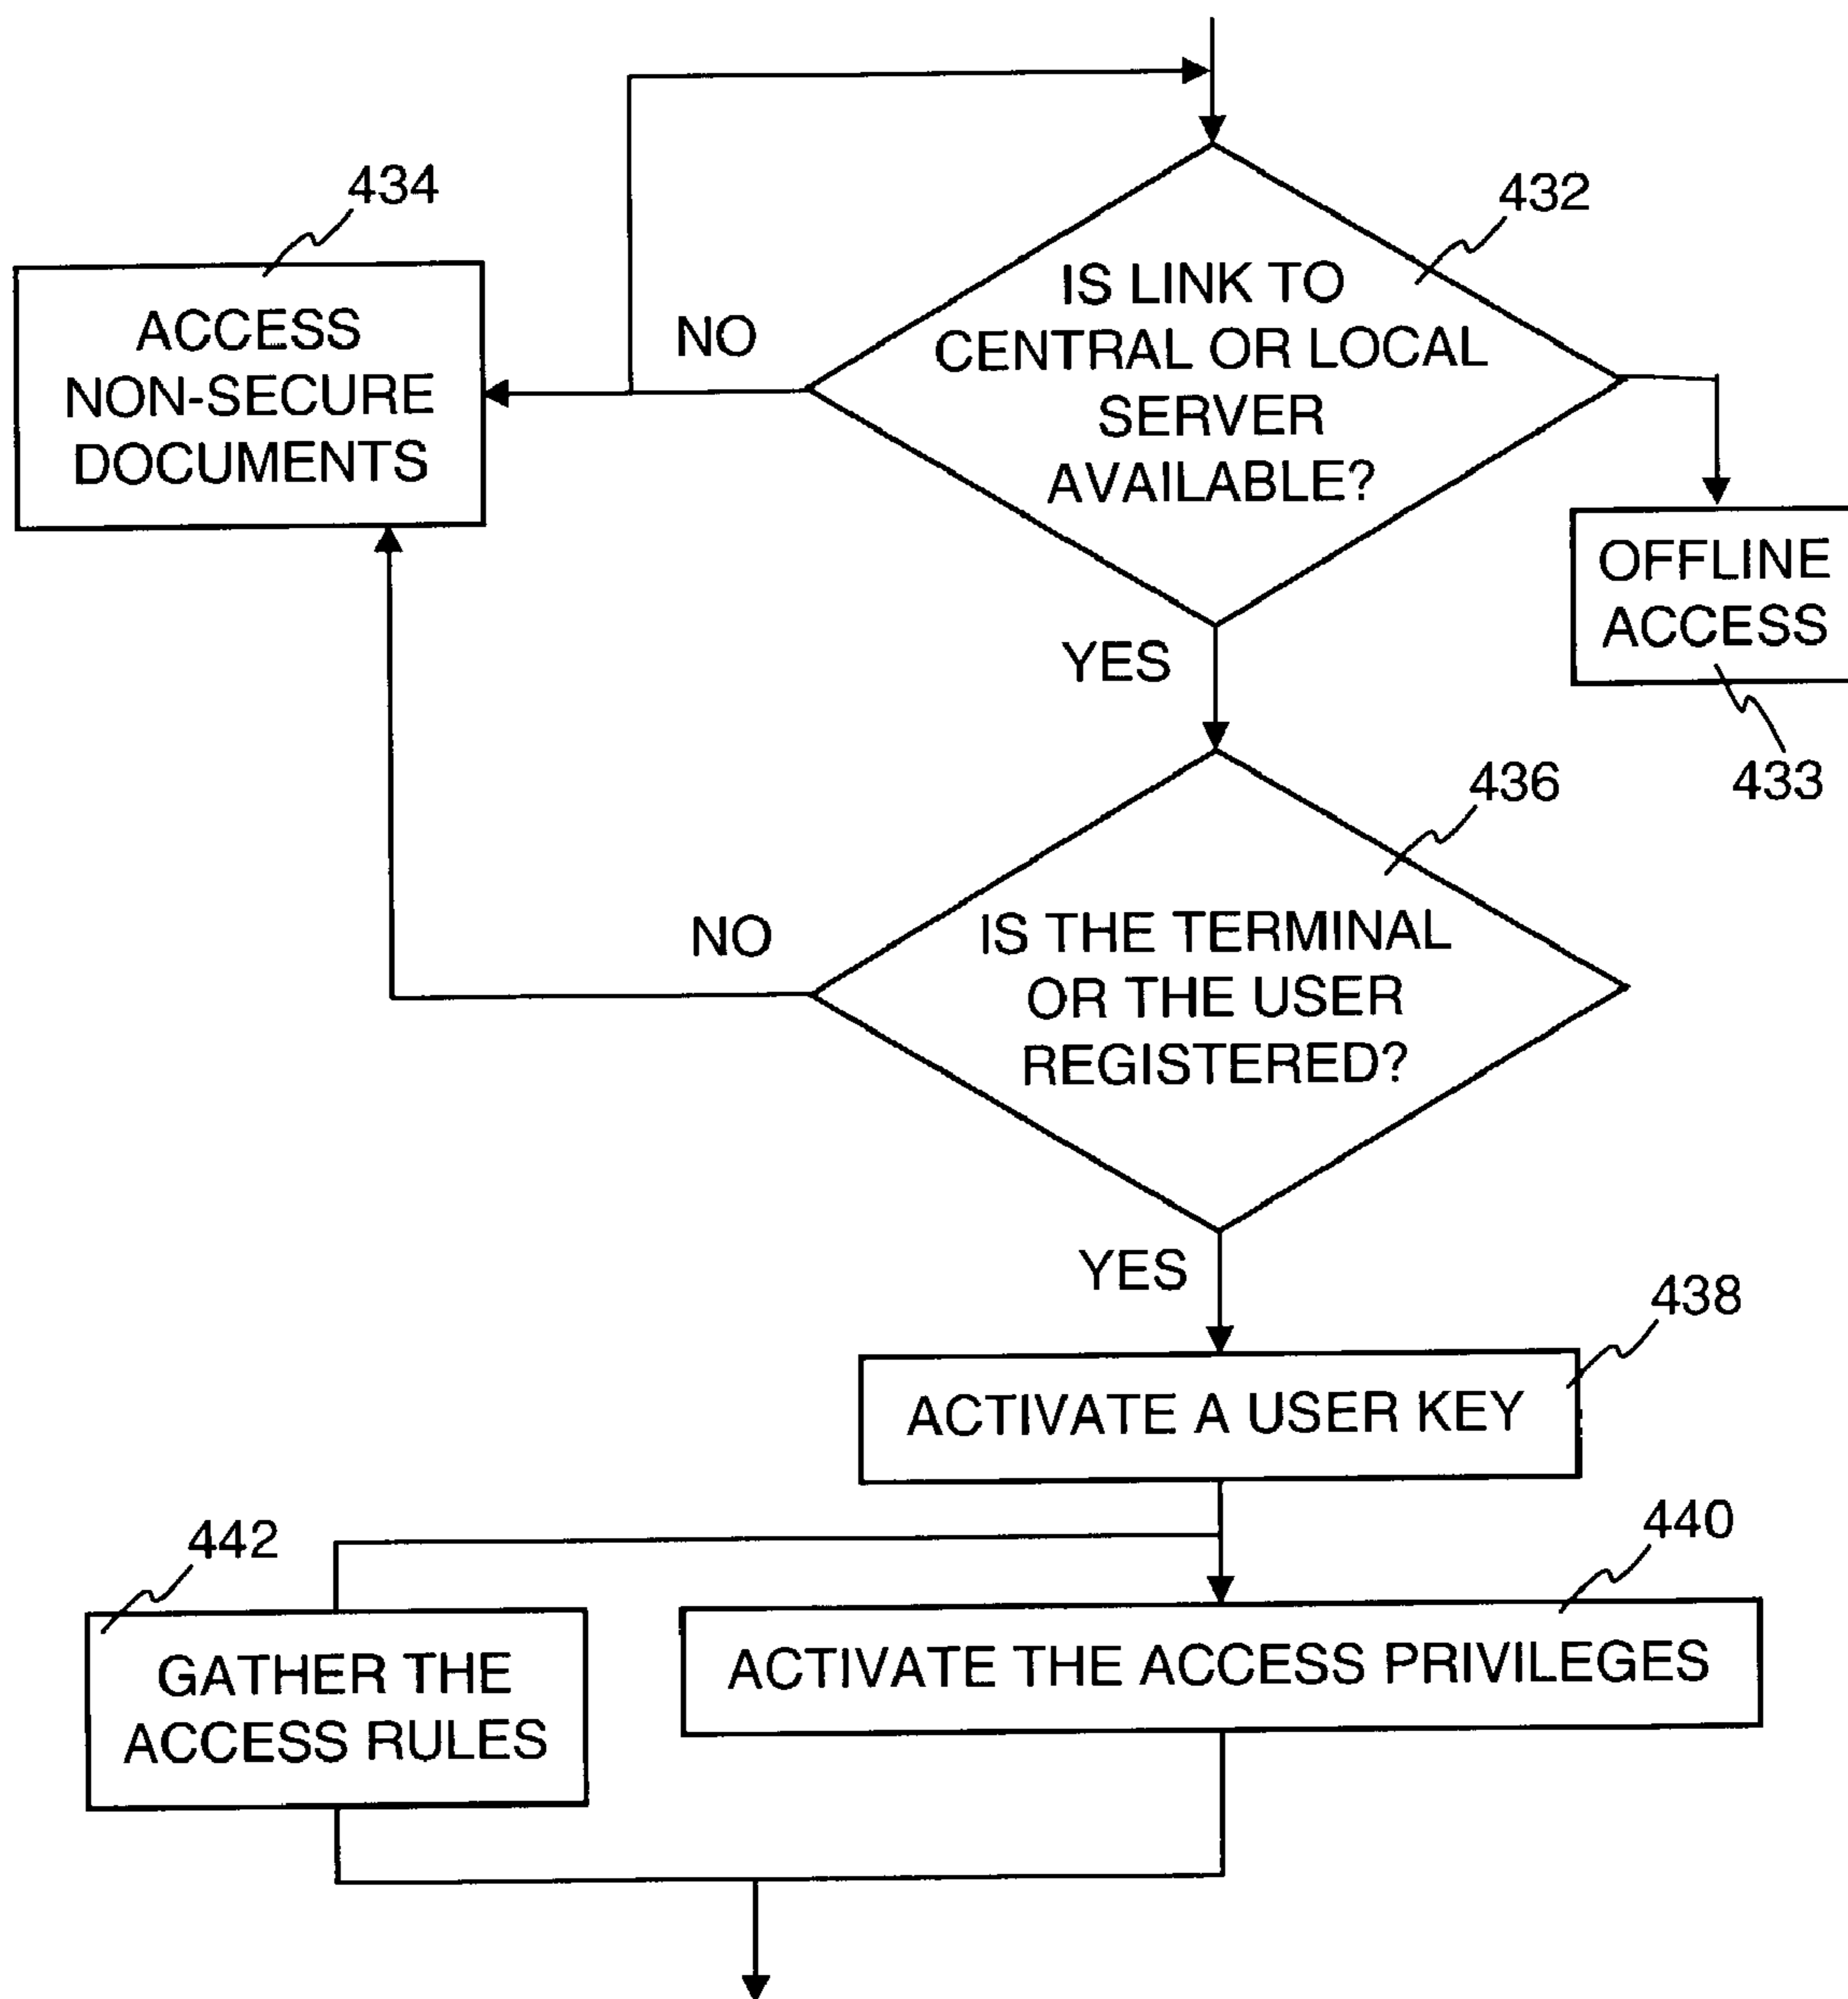 434
432
ACCESS
NON-SECURE
DOCUMENTS
NO
IS LINK TO
CENTRAL OR LOCAL
SERVER
AVAILABLE?
OFFLINE
ACCESS
433
YES
436
NO
IS THE TERMINAL
OR THE USER
REGISTERED?
YES
438
ACTIVATE A USER KEY
442
440
GATHER THE
ACCESS RULES
ACTIVATE THE ACCESS PRIVILEGES